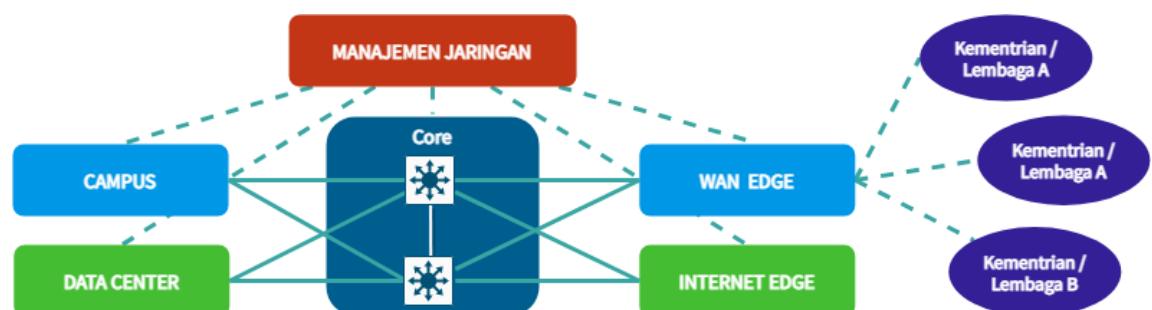 MANAJEMEN JARINGAN
Kementrian /
Lembaga A
Core
CAMPUS
WAN EDGE
Kementrian /
Lembaga A
DATA CENTER
INTERNET EDGE
Kementrian /
Lembaga B